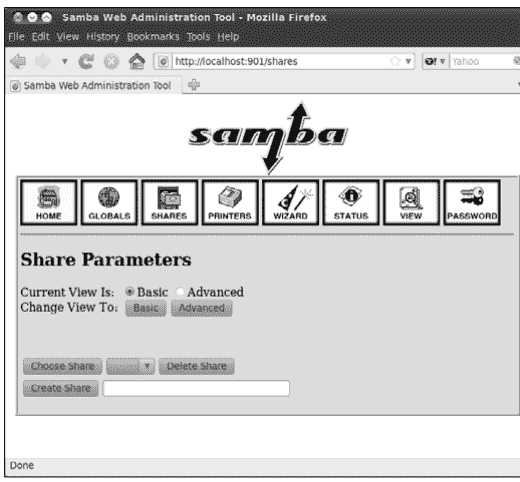 Samba Web Administration Tool - Mozilla Firefox
File Edit View History Bookmarks Tools Help
http://localhost:901/shares Yahoo
Samba Web Administration Tool
samba
HOME GLOBALS SHARES PRINTERS WIZARD STATUS VIEW PASSWORD
Share Parameters
Current View Is: Basic Advanced
Change View To: Basic Advanced
Choose Share Delete Share
Create Share
Done